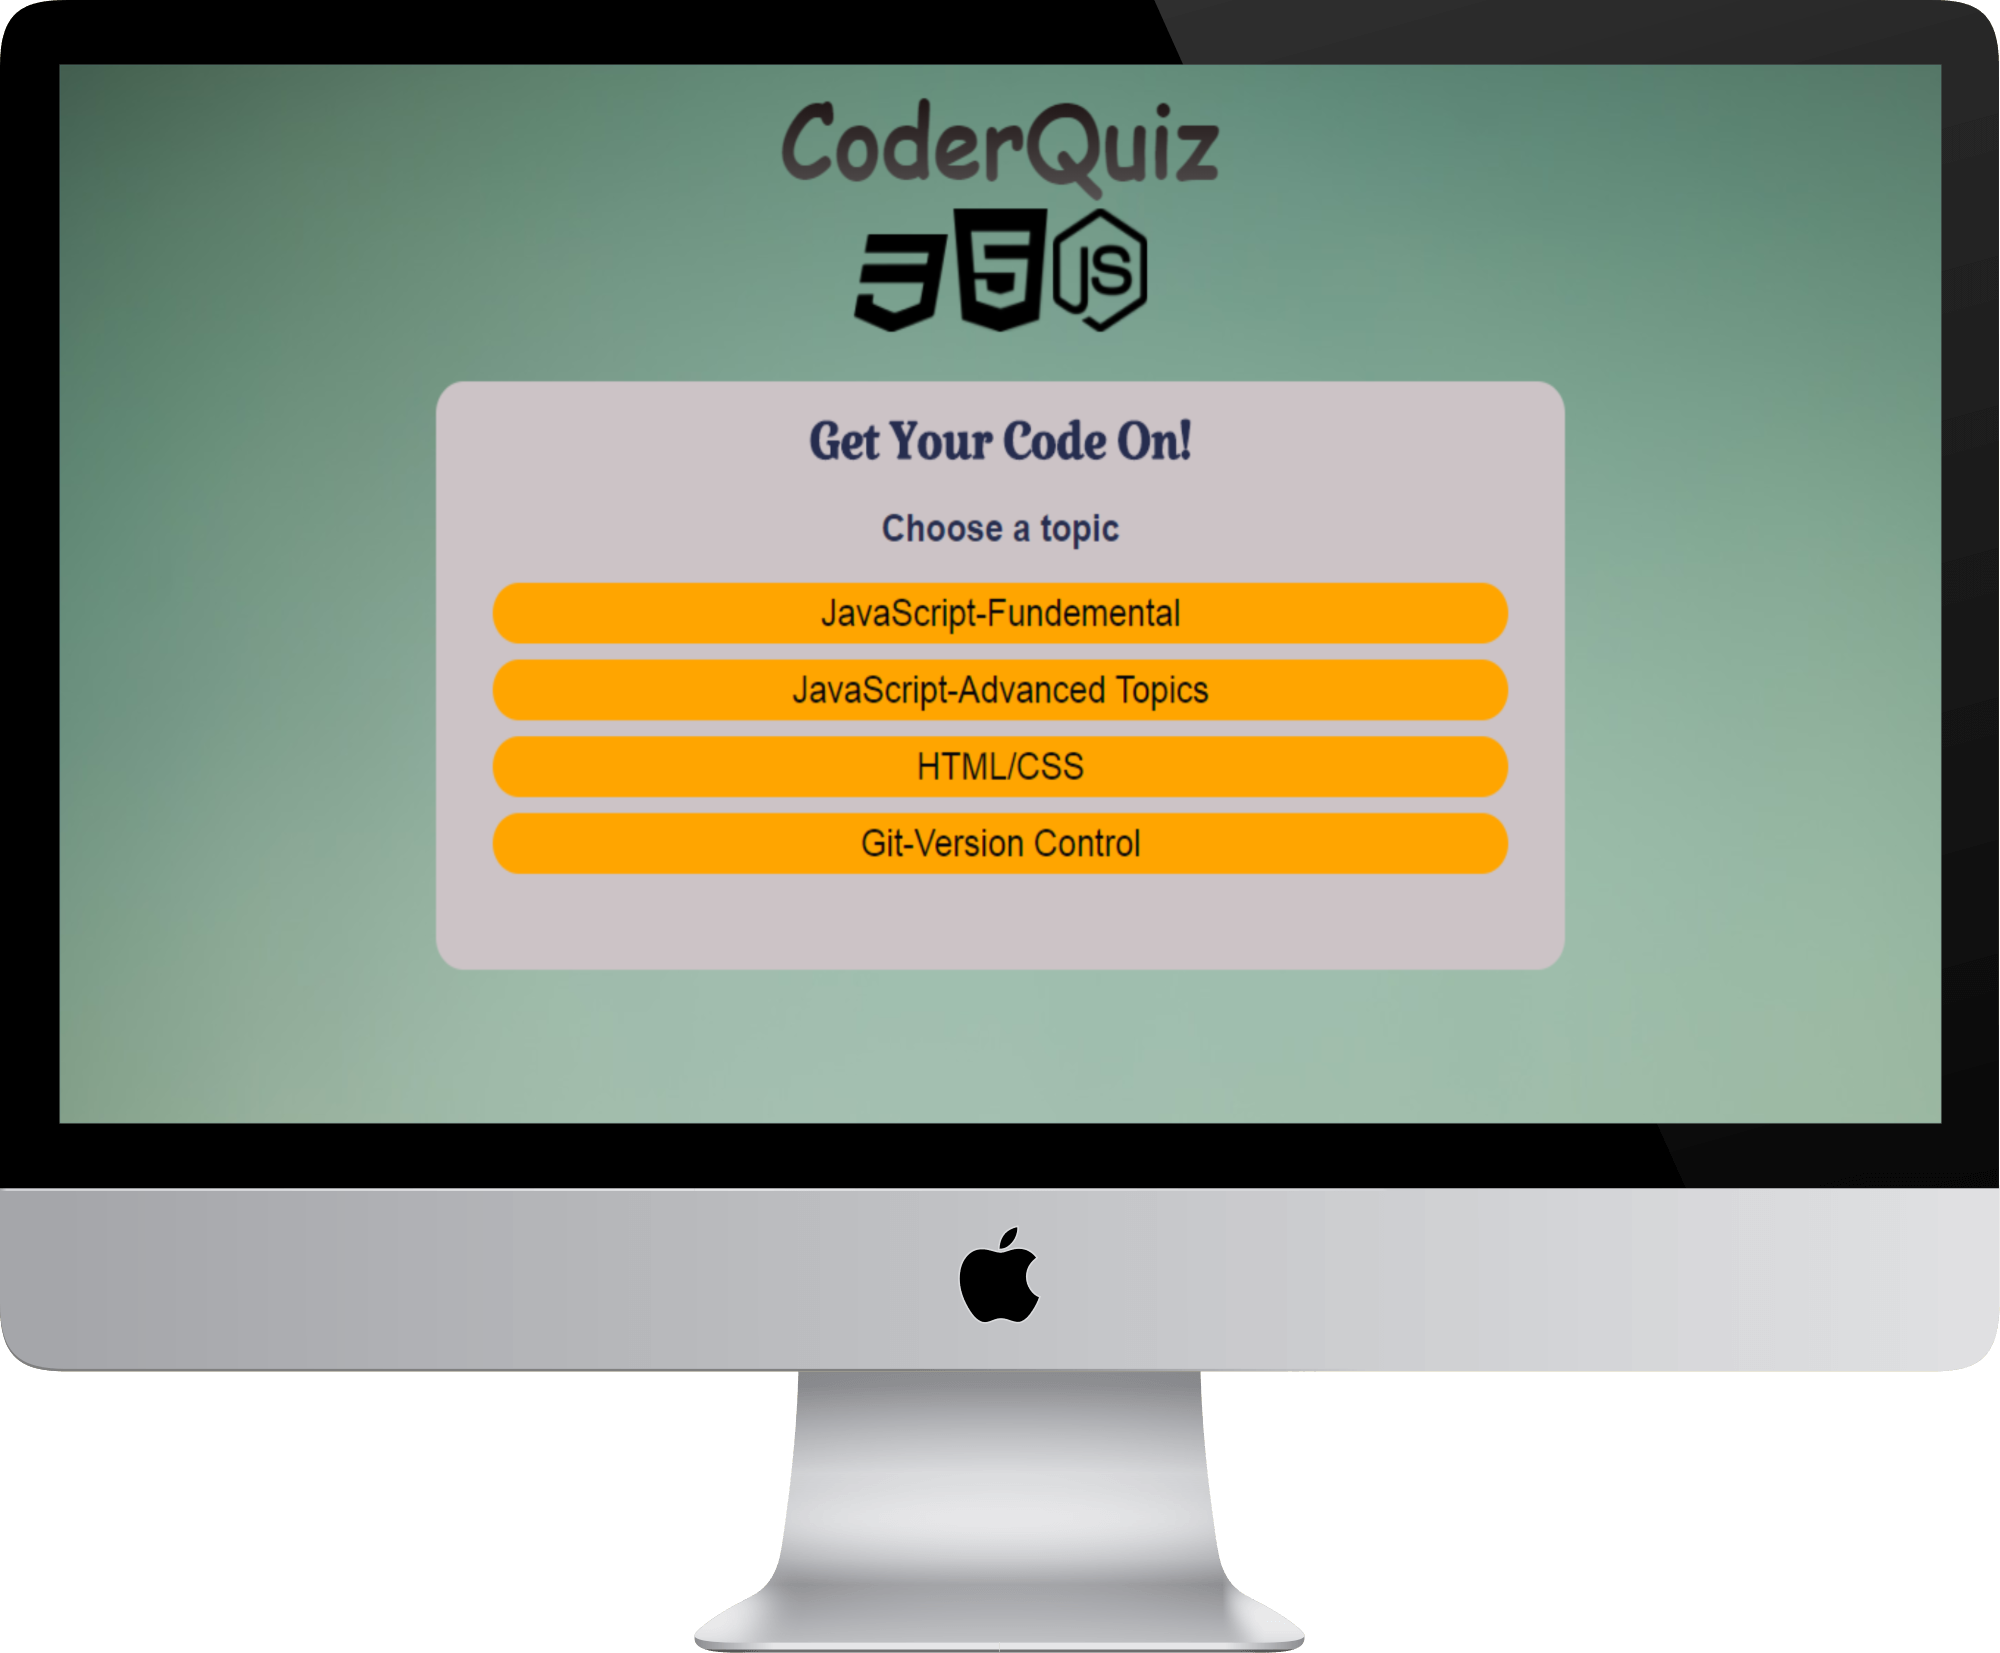 CoderQuiz
JS
Get Your Code On!
Choose a topic
JavaScript-Fundemental
JavaScript-Advanced Topics
HTML/CSS
Git-Version Control